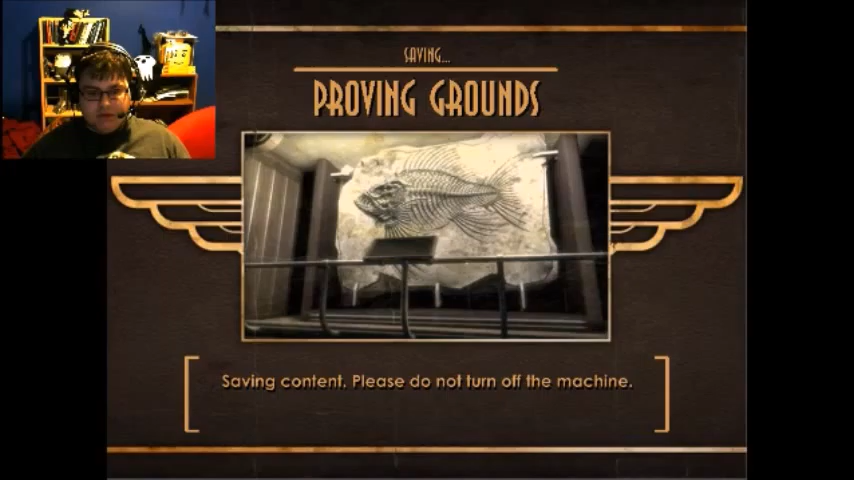 SAVING...
PROVING GROUNDS
Saving content. Please do not turn off the machine.